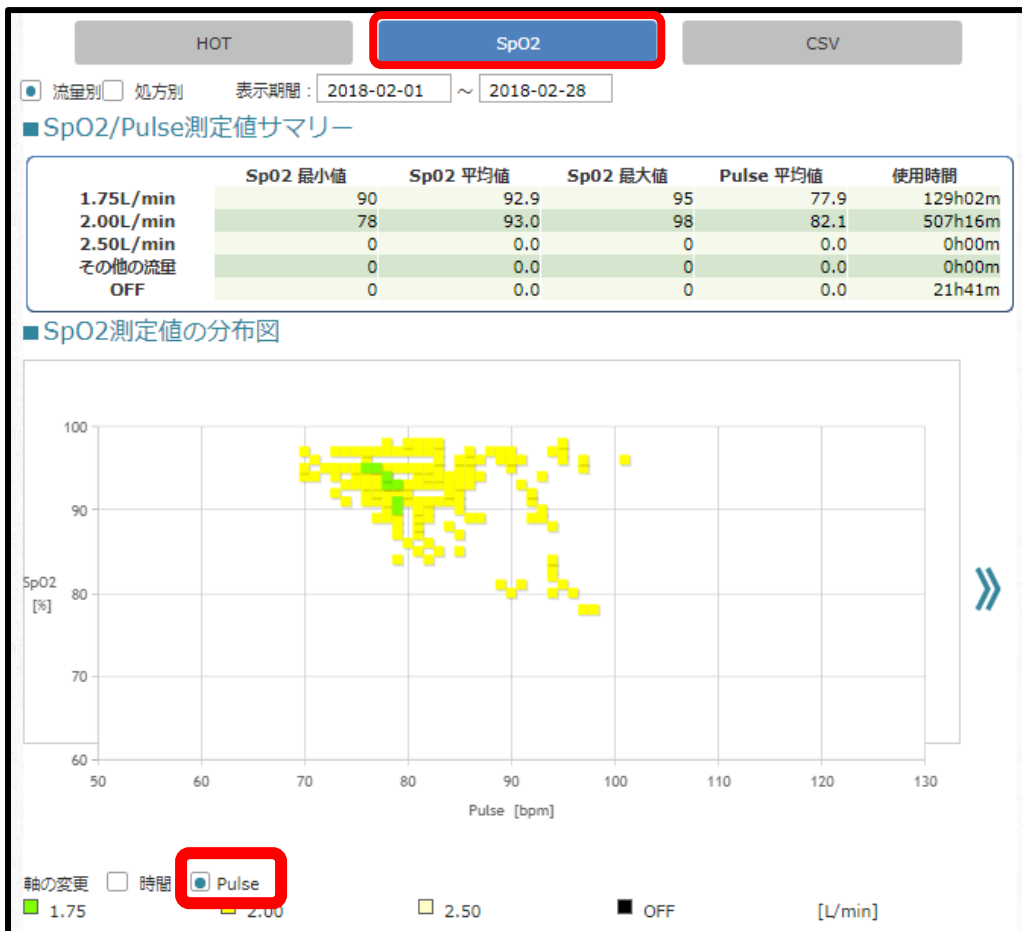 HOT SpO2 CSV
流量別 処方別 表示期間 : 2018-02-01 ～ 2018-02-28
■SpO2/Pulse測定値サマリー
Sp02 最小値 Sp02 平均値 Sp02 最大値 Pulse 平均値 使用時間
1.75L/min 90 92.9 95 77.9 129h02m
2.00L/min 78 93.0 98 82.1 507h16m
2.50L/min 0 0.0 0 0.0 0h00m
その他の流量 0 0.0 0 0.0 0h00m
OFF 0 0.0 0 0.0 21h41m
■SpO2測定値の分布図
100
90
SpO2
[%]
80
70
60
50 60 70 80 90 100 110 120 130
Pulse [bpm]
軸の変更 時間 Pulse
1.75 2.00 2.50 OFF [L/min]